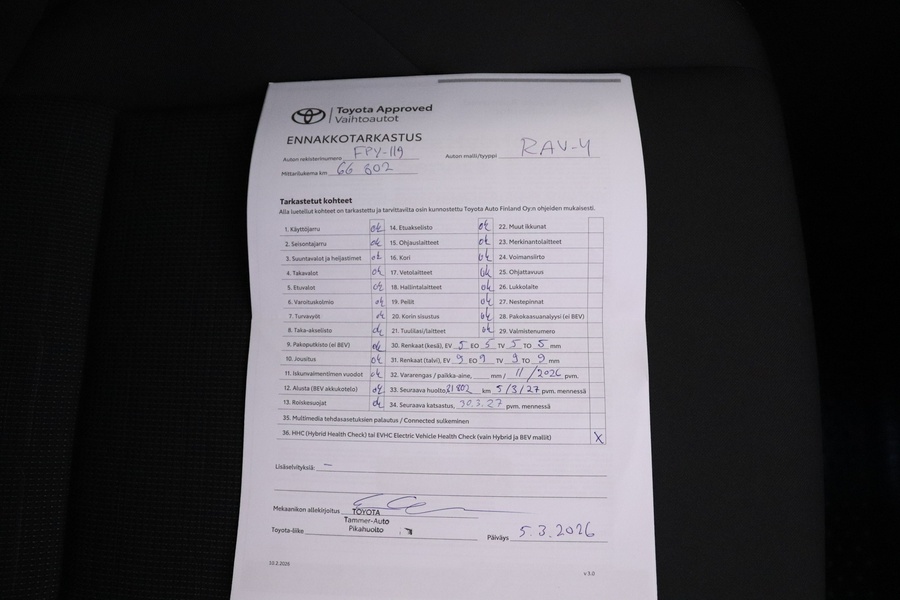 Toyota Approved
Vaihtoautot
ENNAKKOTARKASTUS
Auton rekisterinumero FPY-119 Auton malli/tyyppi RAV-4
Mittarilukema km 66 802
Tarkastetut kohteet
Alla luetellut kohteet on tarkastettu ja tarvittavilta osin kunnostettu Toyota Auto Finland Oy:n ohjeiden mukaisesti.
1. Käyttöjarru ok 14. Etuakselisto ok 22. Muut ikkunat
2. Seisontajarru ok 15. Ohjauslaitteet ok 23. Merkinantolaitteet
3. Suuntavalot ja heijastimet ok 16. Kori ok 24. Voimansiirto
4. Takavalot ok 17. Vetolaitteet ok 25. Ohjattavuus
5. Etuvalot ok 18. Hallintalaitteet ok 26. Lukkolaite
6. Varoituskolmio ok 19. Peilit ok 27. Nestepinnat
7. Turvavyöt ok 20. Korin sisustus ok 28. Pakokaasuanalyysi (ei BEV)
8. Taka-akselisto ok 21. Tuulilasi/laitteet ok 29. Valmistenumero
9. Pakoputkisto (ei BEV) ok 30. Renkaat (kesä), EV 5 EO 5 TV 5 TO 5 mm
10. Jousitus ok 31. Renkaat (talvi), EV 9 EO 9 TV 9 TO 9 mm
11. Iskunvaimentimen vuodot ok 32. Vararengas / paikka-aine, mm / 11/2026 pvm.
12. Alusta (BEV akkukotelo) ok 33. Seuraava huolto 81802 km 5/3/27 pvm. mennessä
13. Roiskesuojat ok 34. Seuraava katsastus, 30.3.27 pvm. mennessä
35. Multimedia tehdasasetuksien palautus / Connected sulkeminen
36. HHC (Hybrid Health Check) tai EVHC Electric Vehicle Health Check (vain Hybrid ja BEV mallit) X
Lisäselvityksiä: –
Mekaanikon allekirjoitus
TOYOTA
Tammer-Auto
Toyota-liike Pikahuolto Päiväys 5.3.2026
10.2.2026 v 3.0